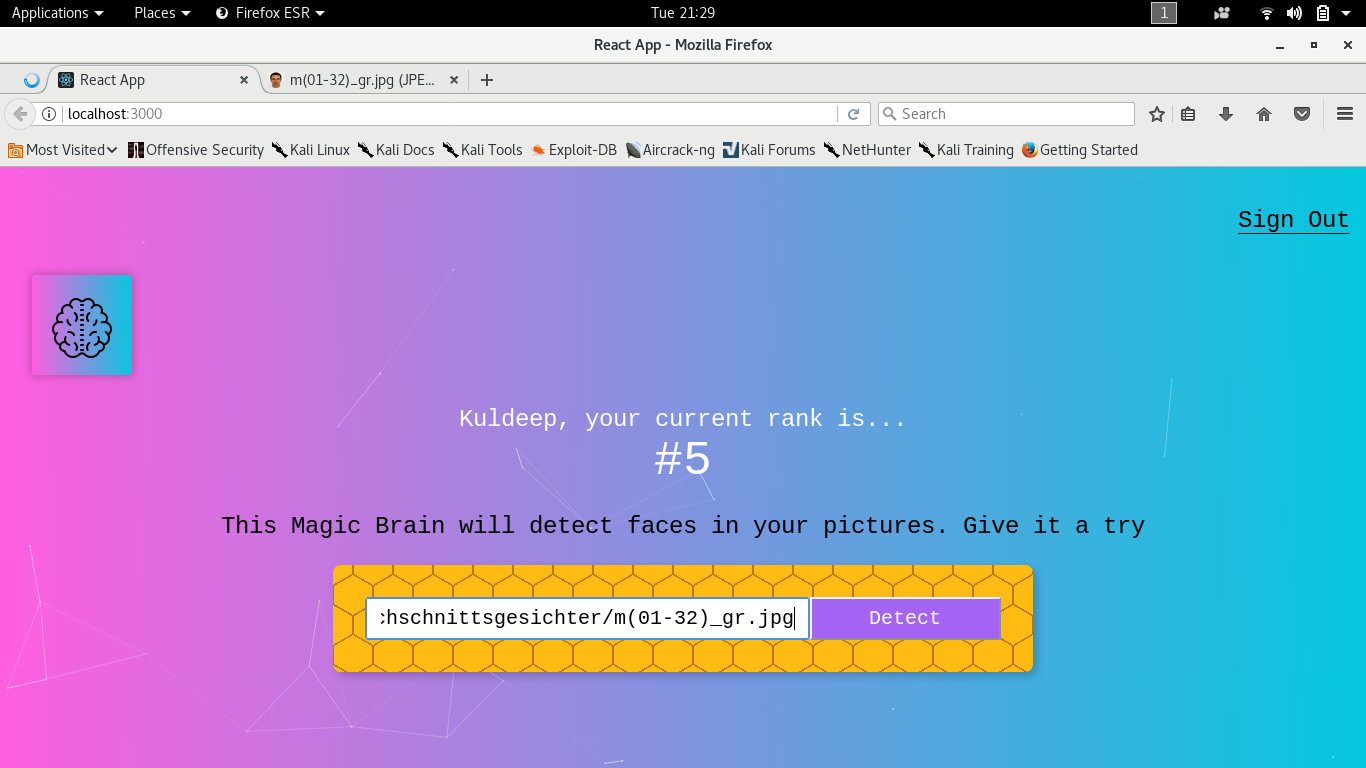 Applications Places Firefox ESR Tue 21:29 1
React App - Mozilla Firefox
React App m(01-32)_gr.jpg (JPE...
localhost:3000 Search
Most Visited Offensive Security Kali Linux Kali Docs Kali Tools Exploit-DB Aircrack-ng Kali Forums NetHunter Kali Training Getting Started
Sign Out
Kuldeep, your current rank is...
#5
This Magic Brain will detect faces in your pictures. Give it a try
chschnittsgesichter/m(01-32)_gr.jpg Detect